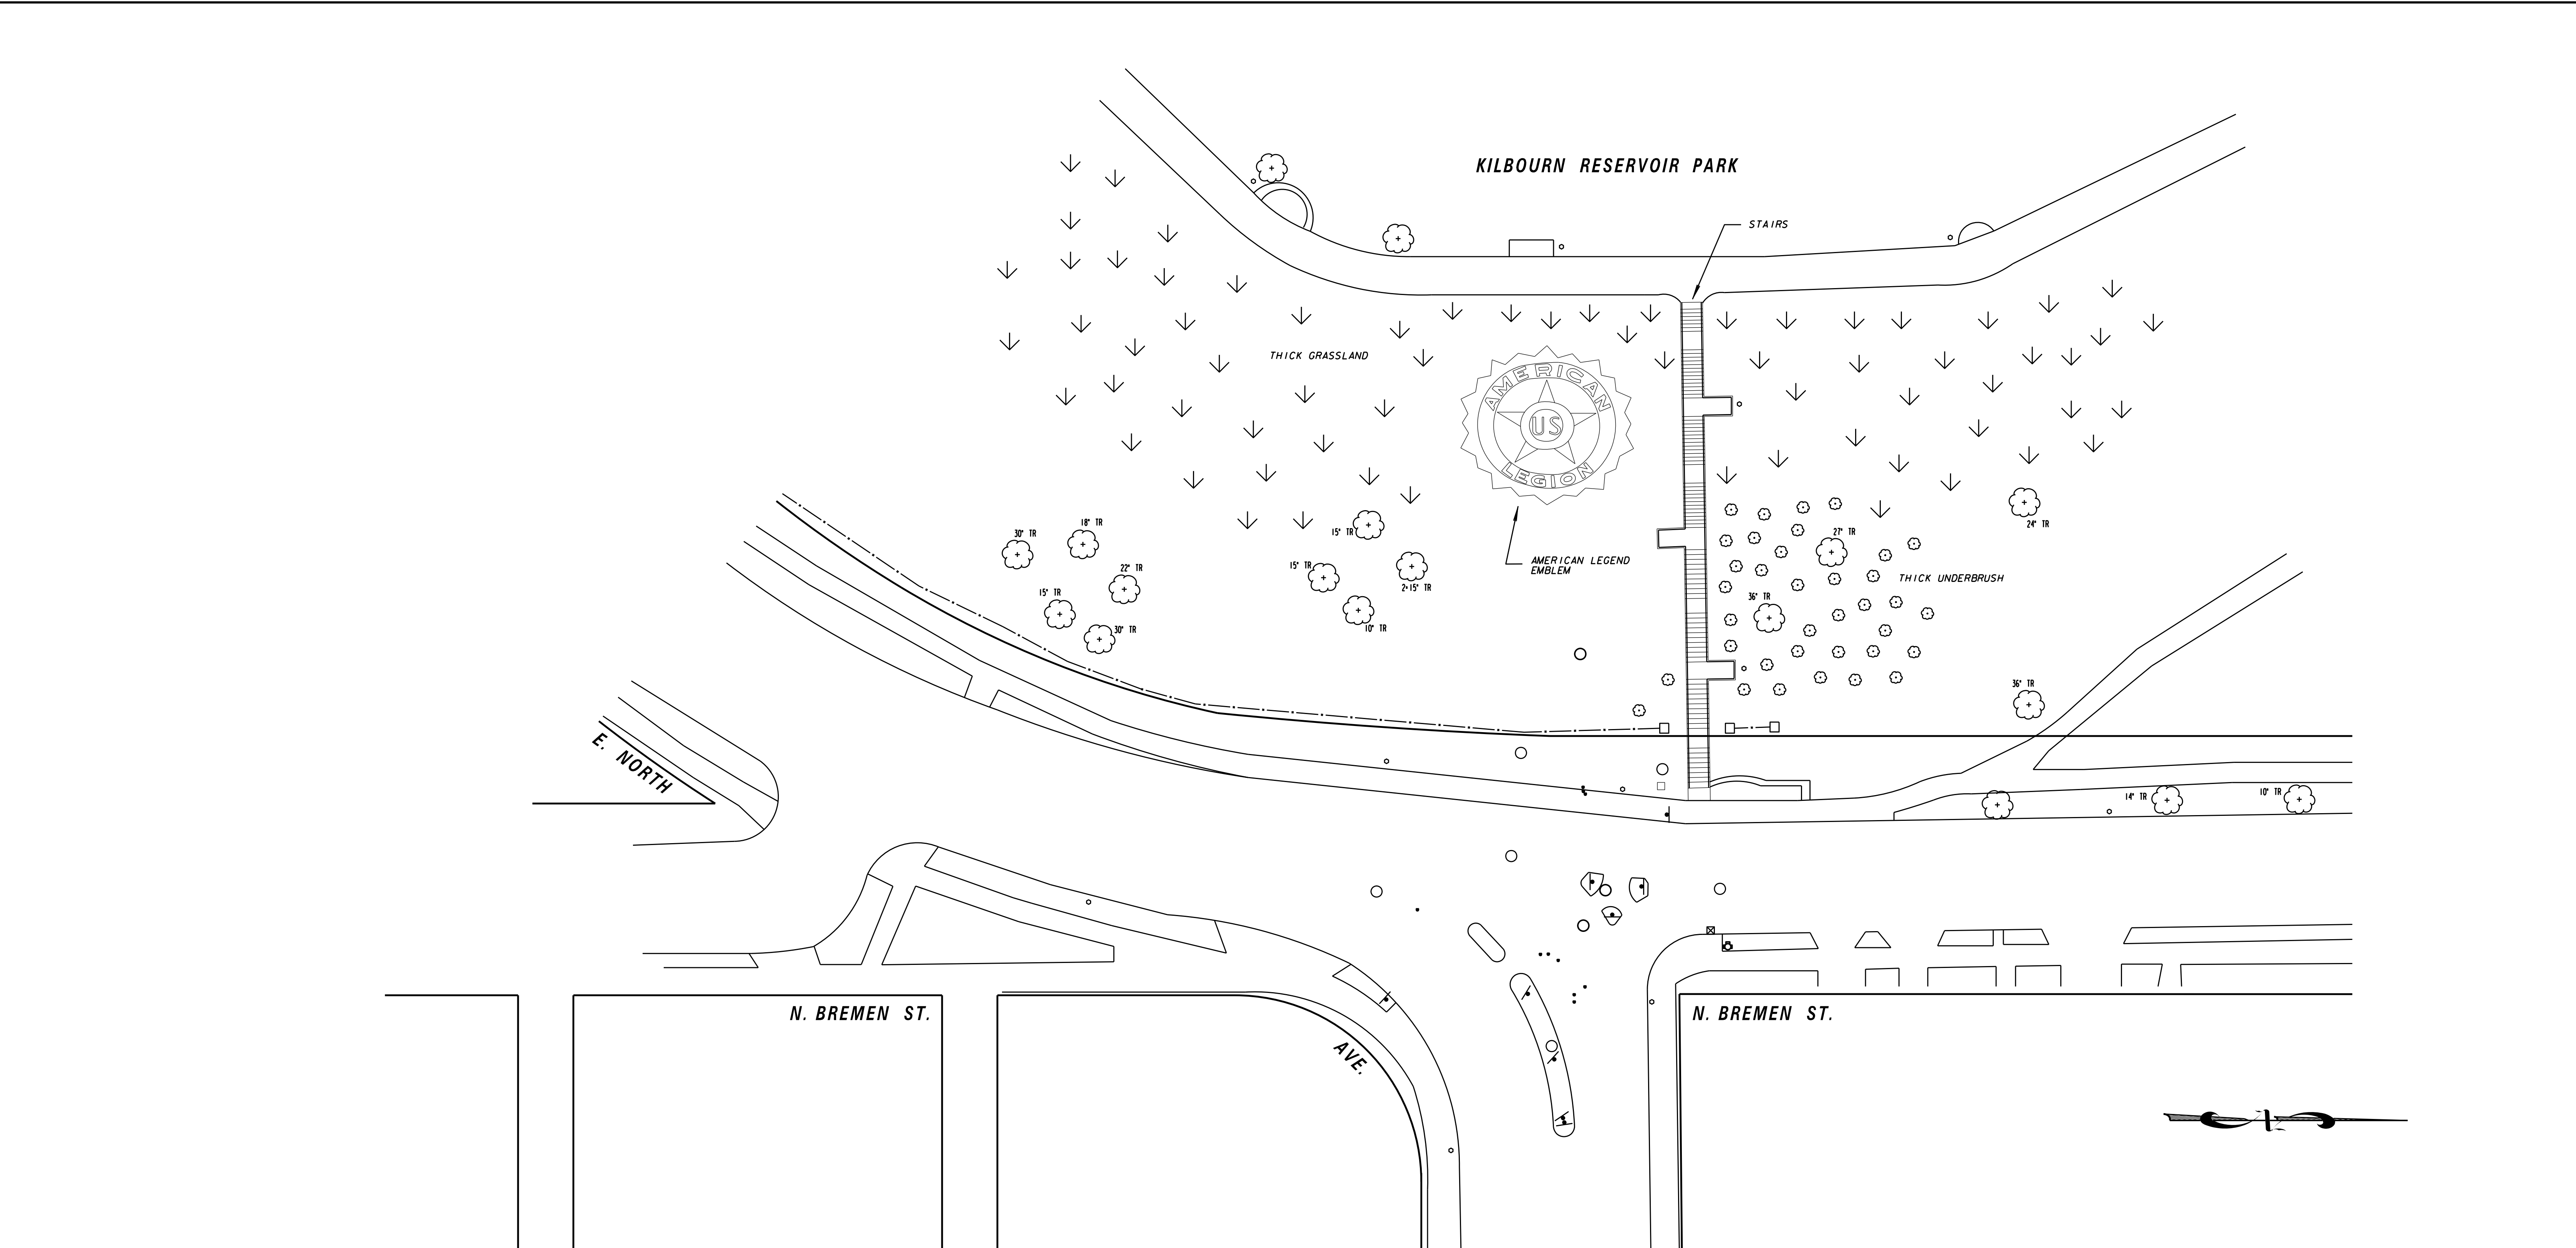 KILBOURN RESERVOIR PARK
STAIRS
THICK GRASSLAND
AMERICAN
US
LEGION
18" TR
30" TR
15" TR
24" TR
27" TR
AMERICAN LEGEND
EMBLEM
22" TR
15" TR
THICK UNDERBRUSH
2-15" TR
15" TR
36" TR
30" TR
10" TR
36" TR
E. NORTH
14" TR
10" TR
N. BREMEN ST.
N. BREMEN ST.
AVE.